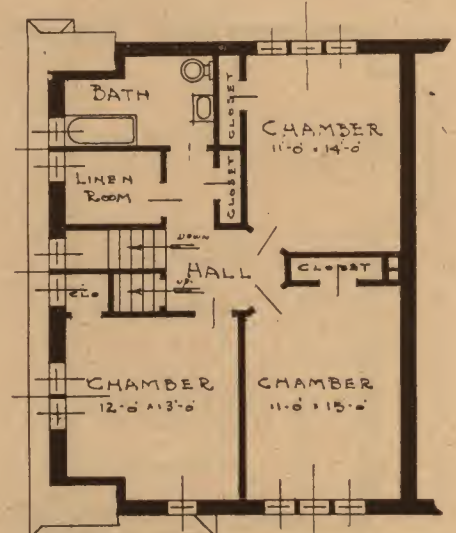 BATH
CLOSET
CHAMBER
11'-0" x 14'-0"
LINEN
ROOM
CLOSET
DOWN
HALL
CLOSET
UP
CLO
CHAMBER
12'-0" x 13'-0"
CHAMBER
11'-0" x 15'-0"